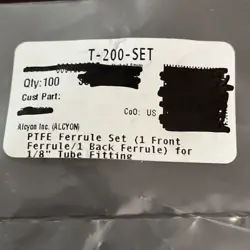 T-200-SET
Qty:100
Cust Part:
CoO: US
Alcyon Inc. (ALCYON)
PTFE Ferrule Set (1 Front
Ferrule/1 Back Ferrule) for
1/8" Tube Fitting